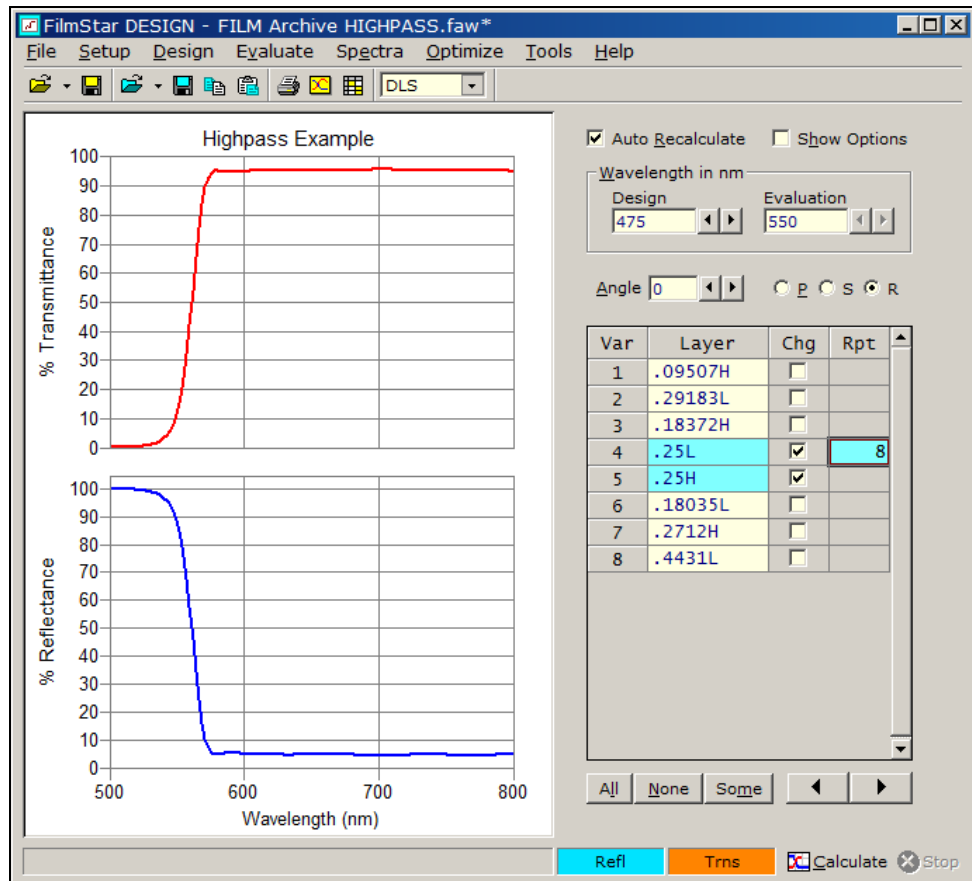 FilmStar DESIGN - FILM Archive HIGHPASS.faw*
File Setup Design Evaluate Spectra Optimize Tools Help
DLS
Highpass Example
% Transmittance
100
90
80
70
60
50
40
30
20
10
0
% Reflectance
100
90
80
70
60
50
40
30
20
10
0
500 600 700 800
Wavelength (nm)
Auto Recalculate Show Options
Wavelength in nm
Design Evaluation
475 550
Angle 0 P S R
Var Layer Chg Rpt
1 .09507H
2 .29183L
3 .18372H
4 .25L 8
5 .25H
6 .18035L
7 .2712H
8 .4431L
All None Some
Refl Trns Calculate Stop